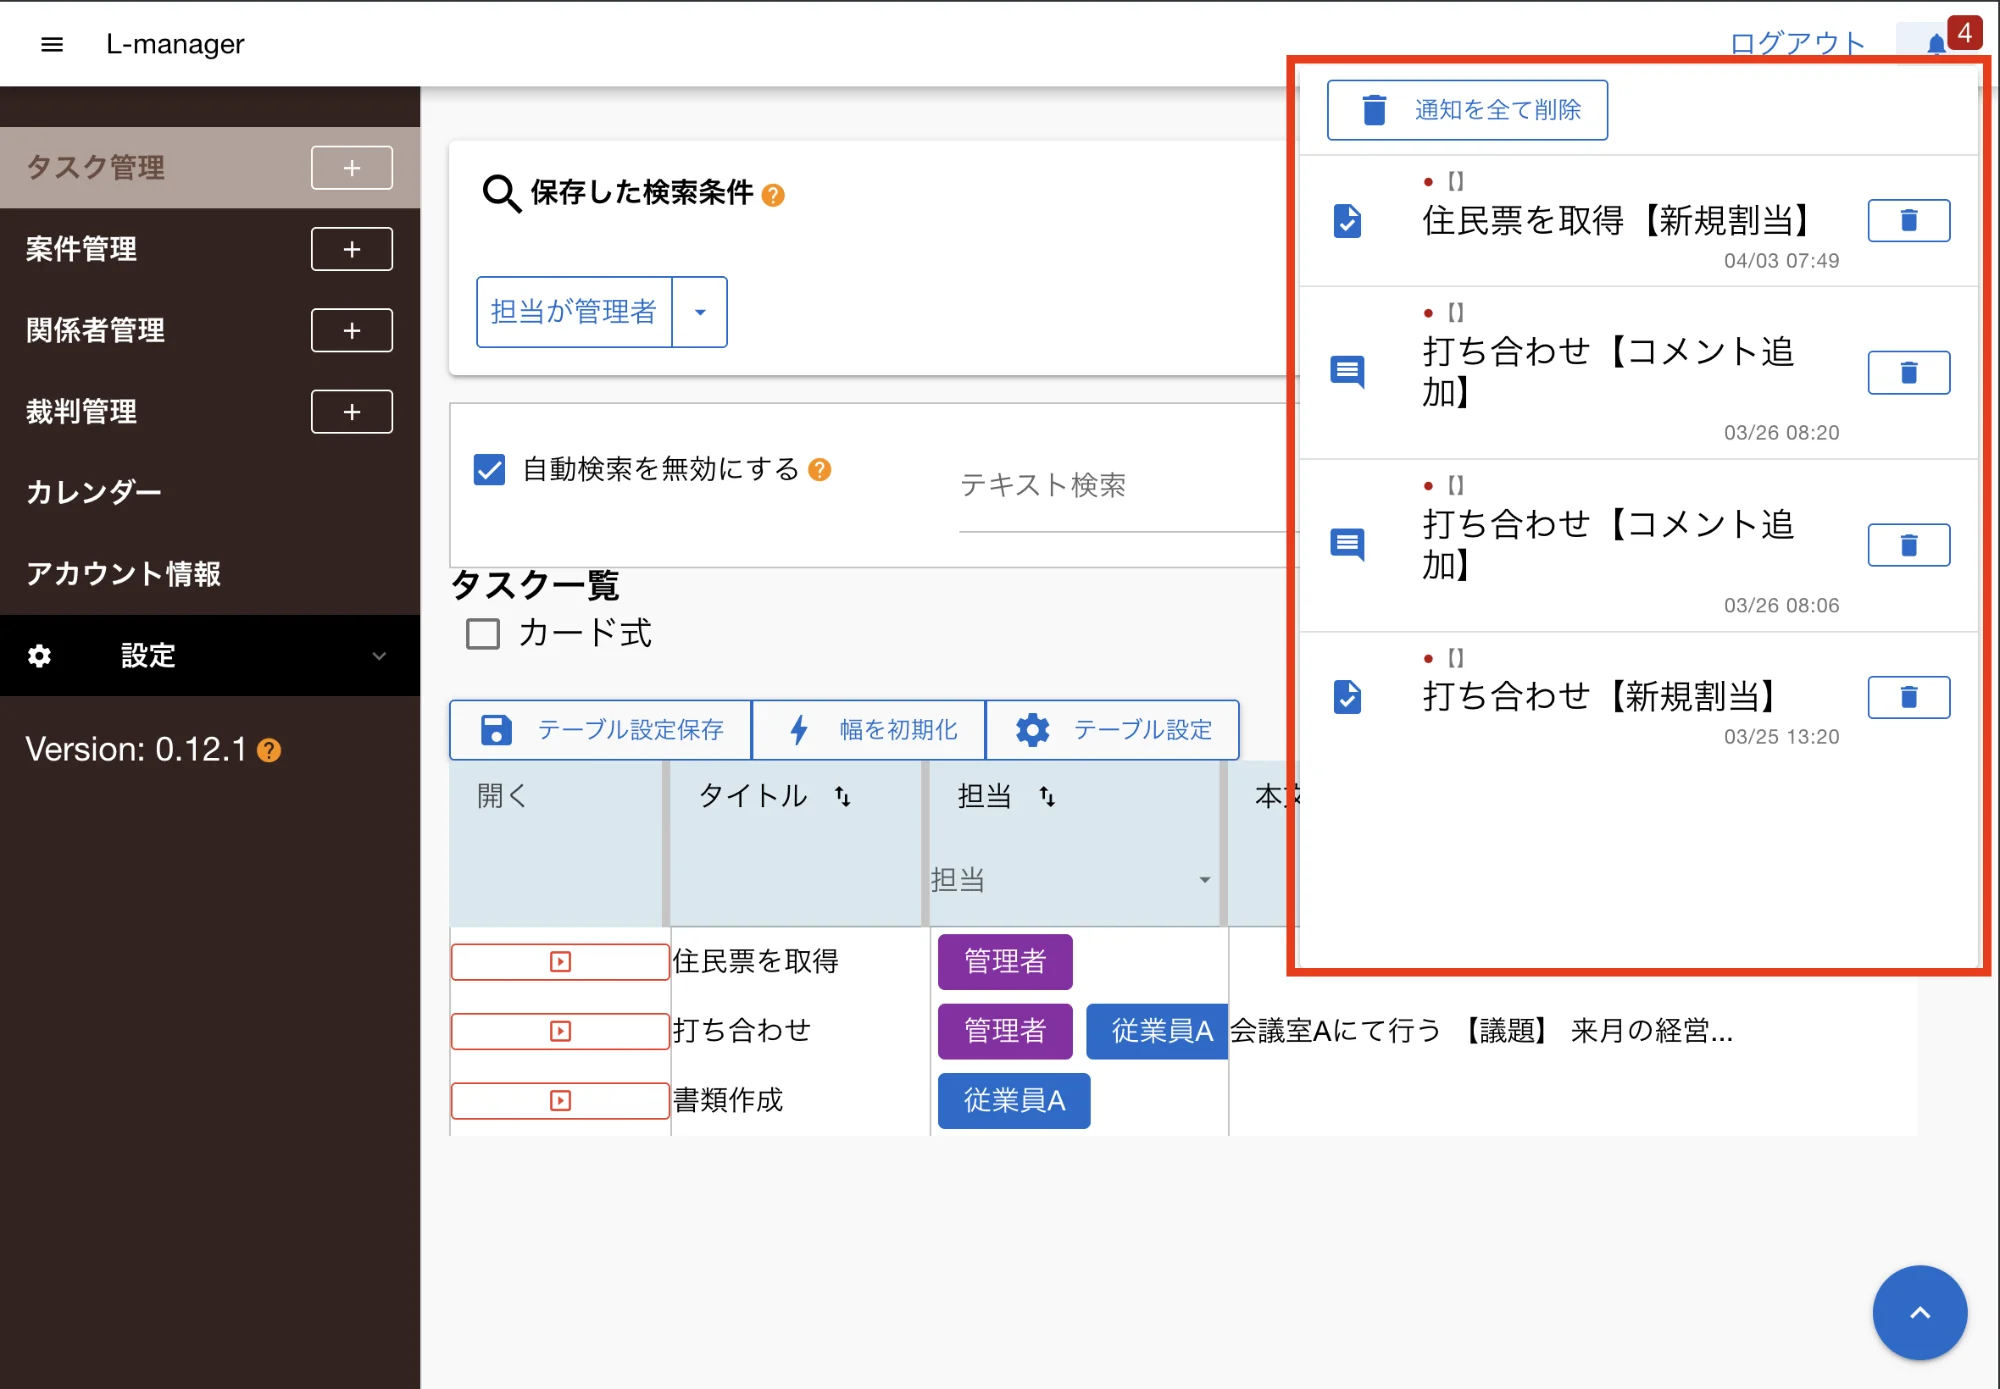 L-manager
ログアウト
4
タスク管理
+
案件管理
+
関係者管理
+
裁判管理
+
カレンダー
アカウント情報
設定
Version: 0.12.1 ?
保存した検索条件 ?
担当が管理者
自動検索を無効にする ?
テキスト検索
タスク一覧
カード式
テーブル設定保存
幅を初期化
テーブル設定
開く
タイトル
担当
本文
担当
住民票を取得
管理者
打ち合わせ
管理者
従業員A
会議室Aにて行う 【議題】 来月の経営...
書類作成
従業員A
通知を全て削除
【】
住民票を取得【新規割当】
04/03 07:49
【】
打ち合わせ【コメント追
加】
03/26 08:20
【】
打ち合わせ【コメント追
加】
03/26 08:06
【】
打ち合わせ【新規割当】
03/25 13:20